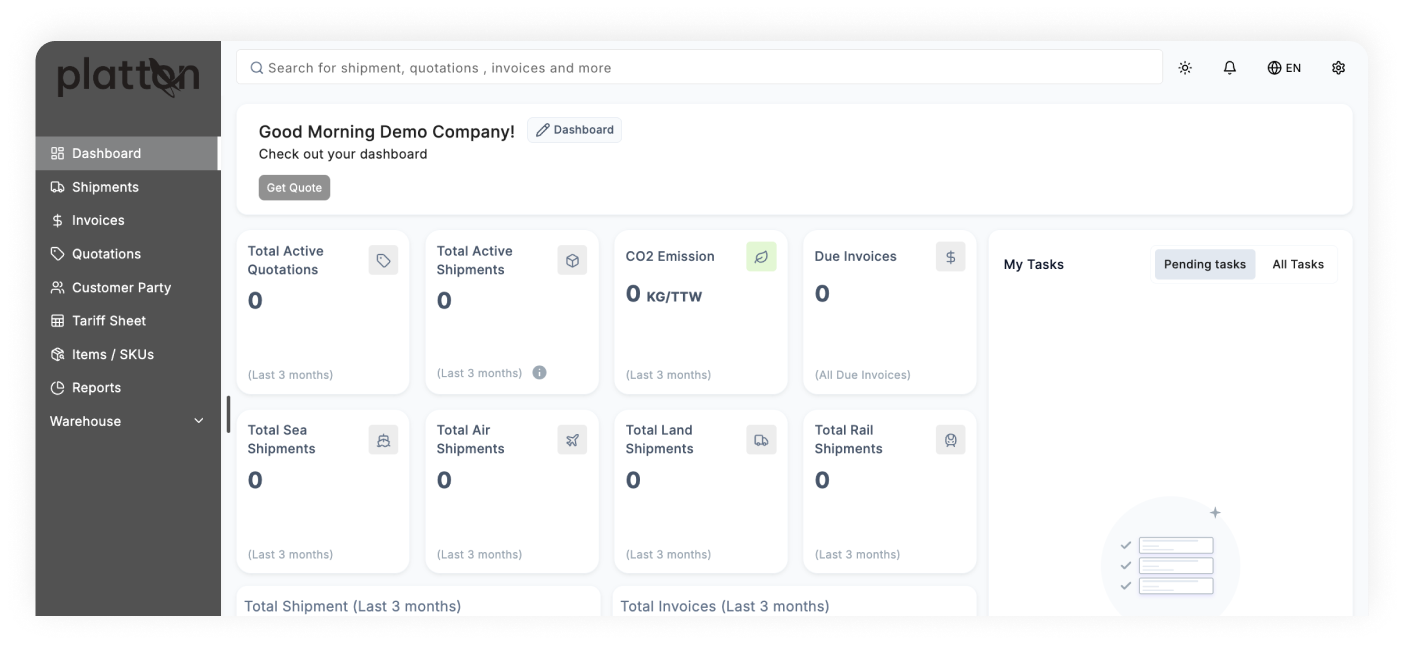 platton
Search for shipment, quotations , invoices and more
EN
Dashboard
Shipments
Invoices
Quotations
Customer Party
Tariff Sheet
Items / SKUs
Reports
Warehouse
Good Morning Demo Company!
Dashboard
Check out your dashboard
Get Quote
Total Active
Quotations
0
(Last 3 months)
Total Active
Shipments
0
(Last 3 months)
CO2 Emission
0 KG/TTW
(Last 3 months)
Due Invoices
0
(All Due Invoices)
My Tasks
Pending tasks
All Tasks
Total Sea
Shipments
0
(Last 3 months)
Total Air
Shipments
0
(Last 3 months)
Total Land
Shipments
0
(Last 3 months)
Total Rail
Shipments
0
(Last 3 months)
Total Shipment (Last 3 months)
Total Invoices (Last 3 months)